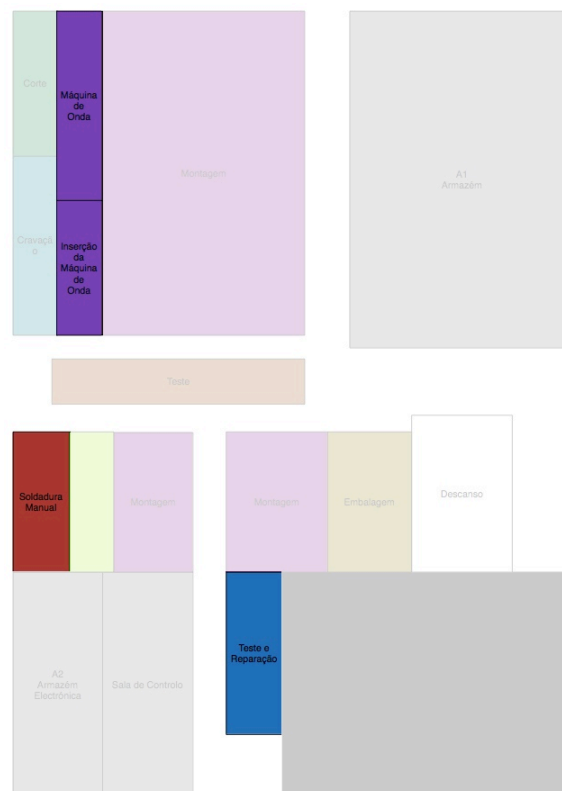 Corte
Máquina
de
Onda
Montagem
A1
Armazém
Cravaçã
o
Inserção
da
Máquina
de
Onda
Teste
Soldadura
Manual
Montagem
Montagem
Embalagem
Descanso
A2
Armazém
Electrónica
Sala de Controlo
Teste e
Reparação